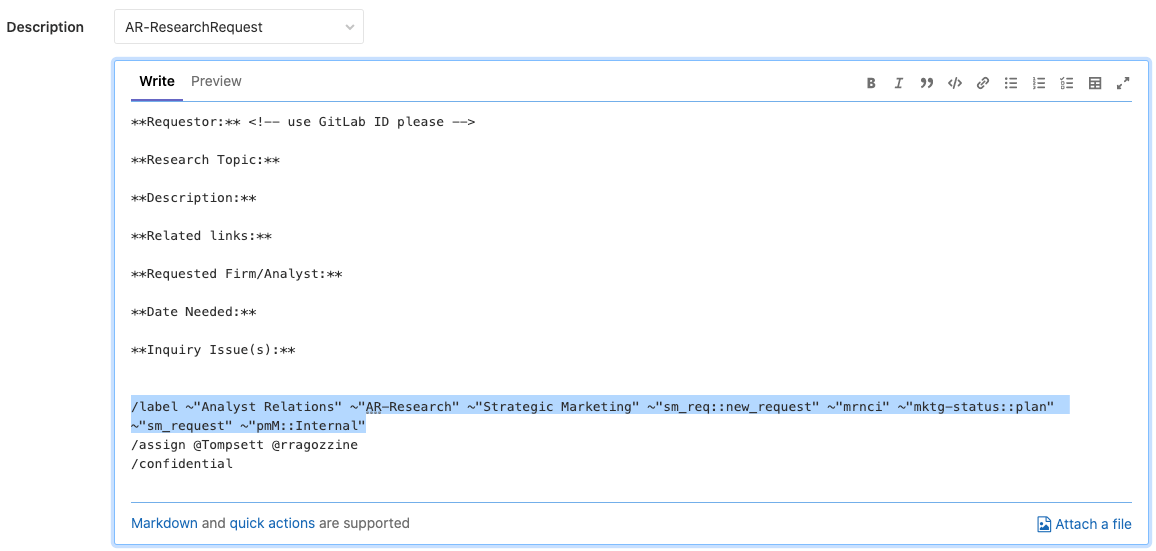 Description
AR-ResearchRequest
Write Preview
**Requestor:** <!-- use GitLab ID please -->
**Research Topic:**
**Description:**
**Related links:**
**Requested Firm/Analyst:**
**Date Needed:**
**Inquiry Issue(s):**
/label ~"Analyst Relations" ~"AR-Research" ~"Strategic Marketing" ~"sm_req::new_request" ~"mrnci" ~"mktg-status::plan"
~"sm_request" ~"pmM::Internal"
/assign @Tompsett @rragozzine
/confidential
Markdown and quick actions are supported
Attach a file